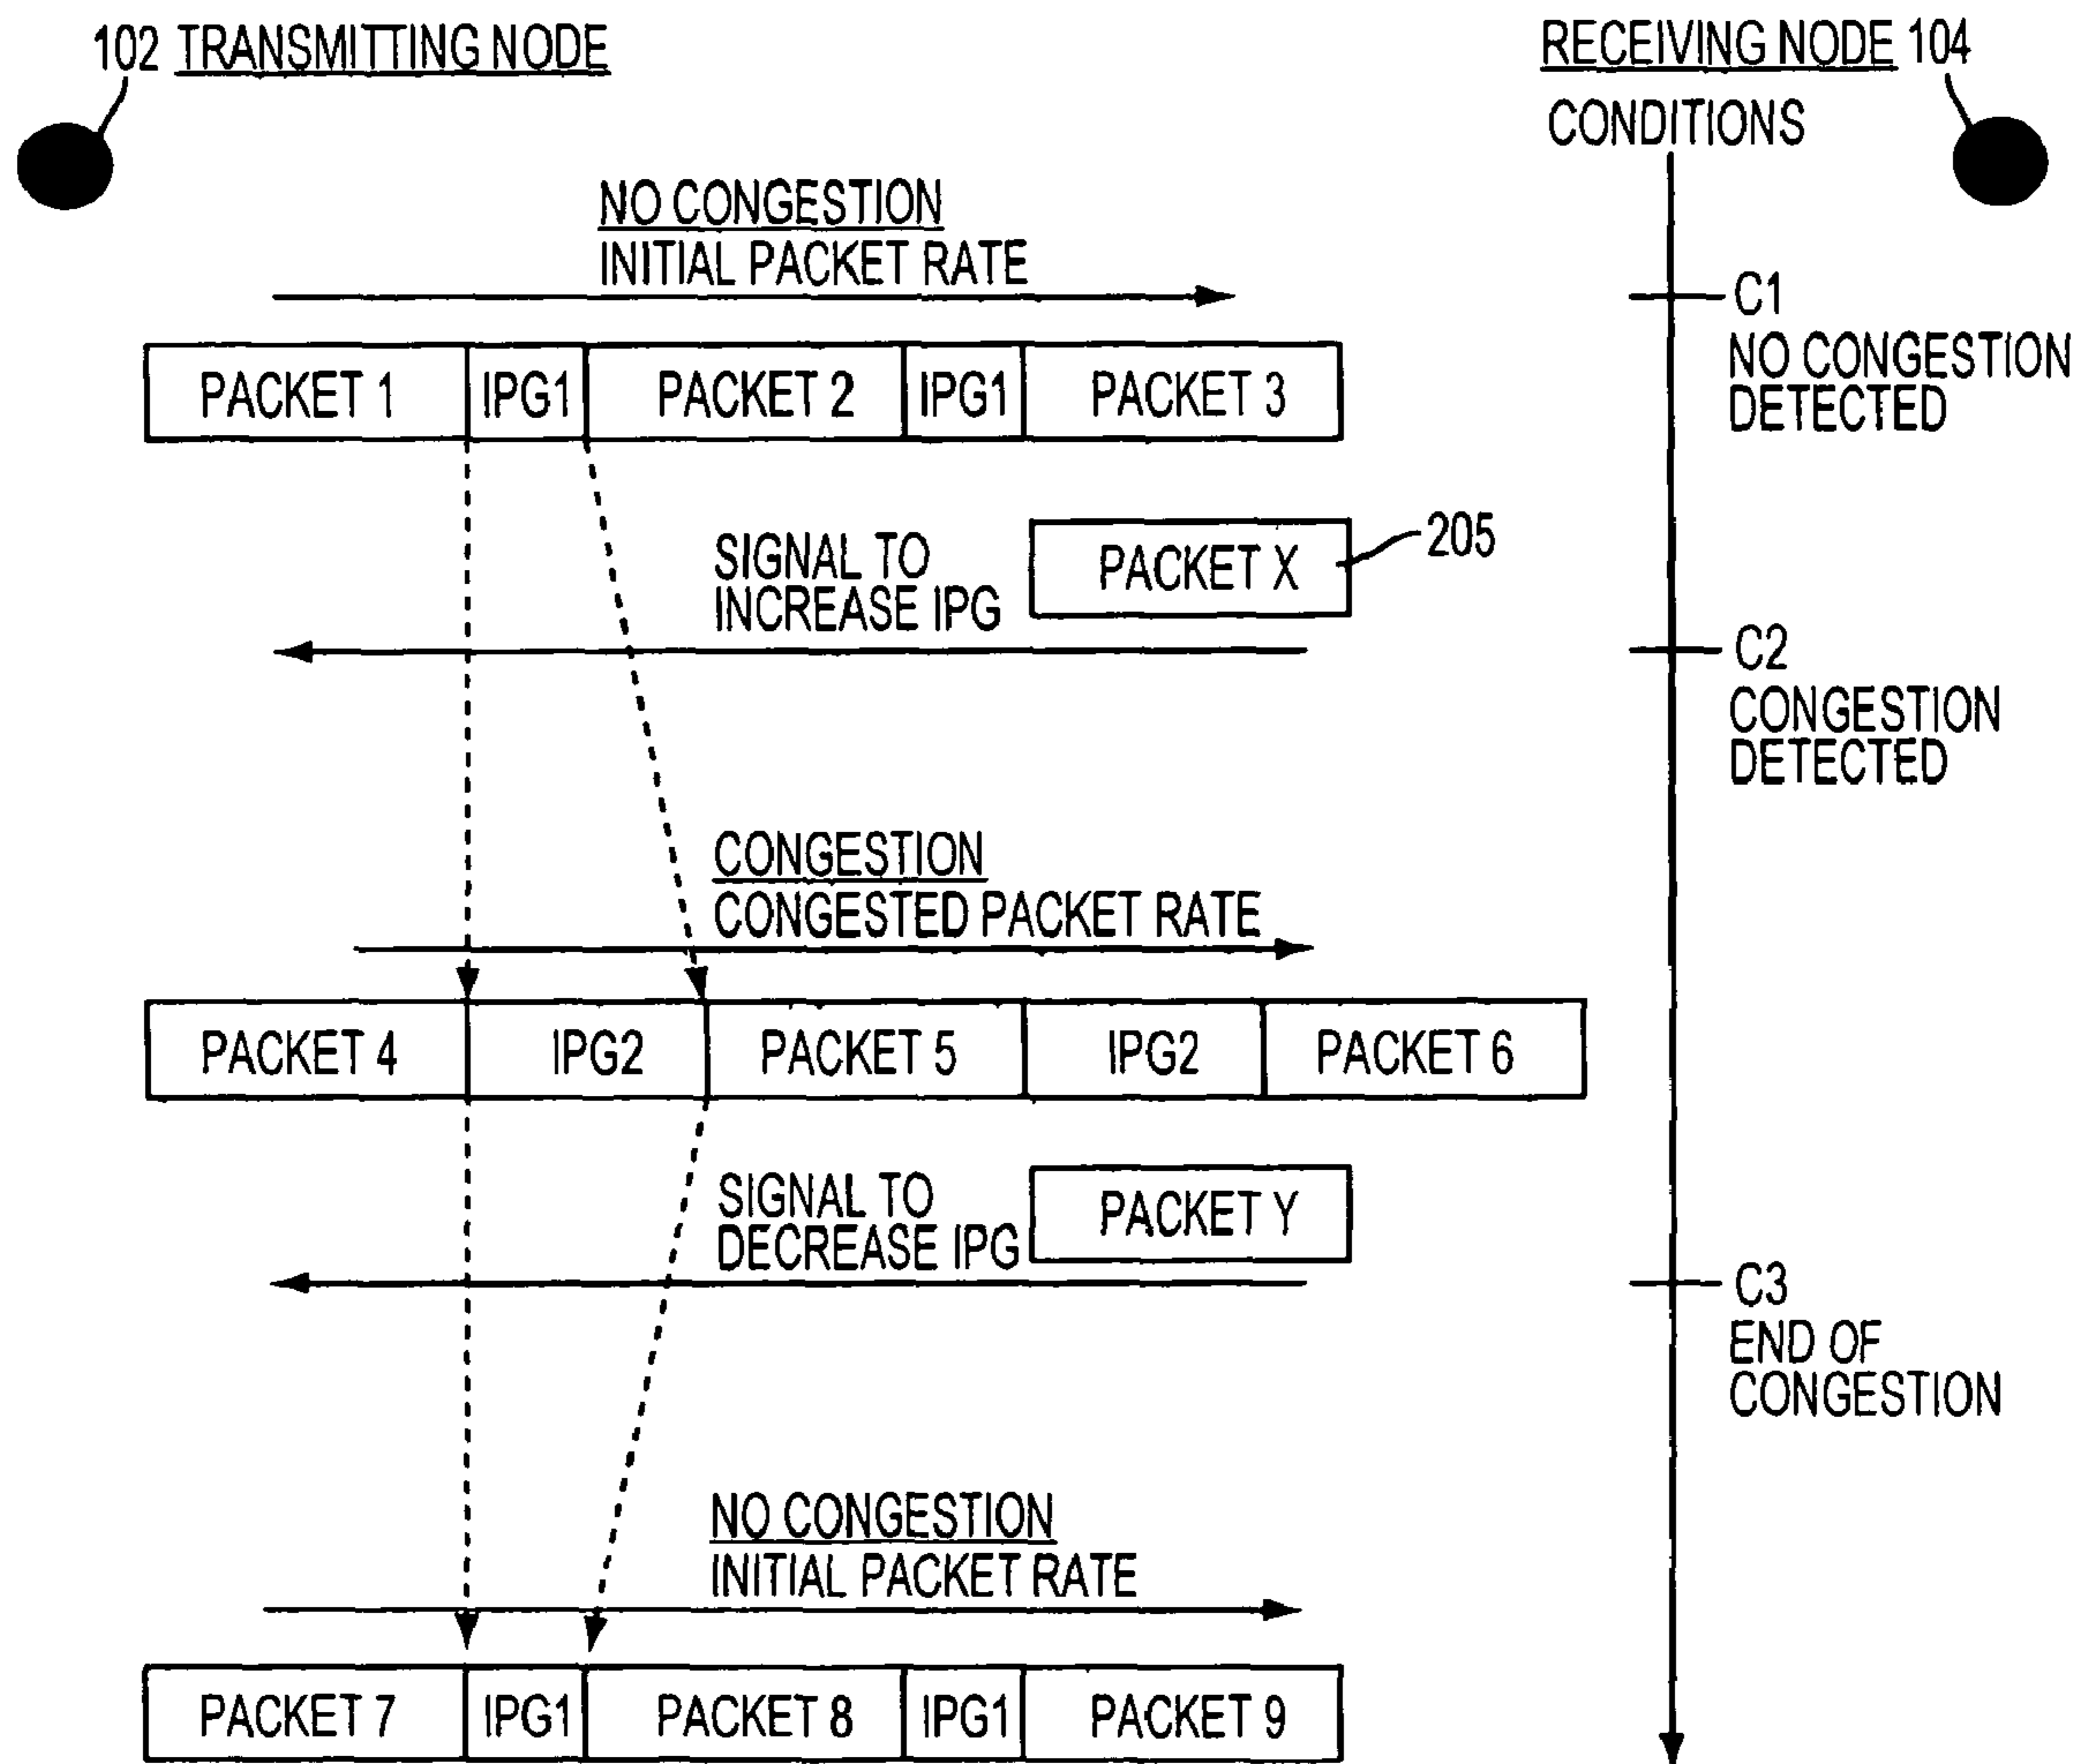 102 TRANSMITTING NODE
RECEIVING NODE 104
CONDITIONS
NO CONGESTION
INITIAL PACKET RATE
C1
NO CONGESTION
DETECTED
PACKET 1 IPG1 PACKET 2 IPG1 PACKET 3
SIGNAL TO
INCREASE IPG
PACKET X
205
C2
CONGESTION
DETECTED
CONGESTION
CONGESTED PACKET RATE
PACKET 4 IPG2 PACKET 5 IPG2 PACKET 6
SIGNAL TO
DECREASE IPG
PACKET Y
C3
END OF
CONGESTION
NO CONGESTION
INITIAL PACKET RATE
PACKET 7 IPG1 PACKET 8 IPG1 PACKET 9